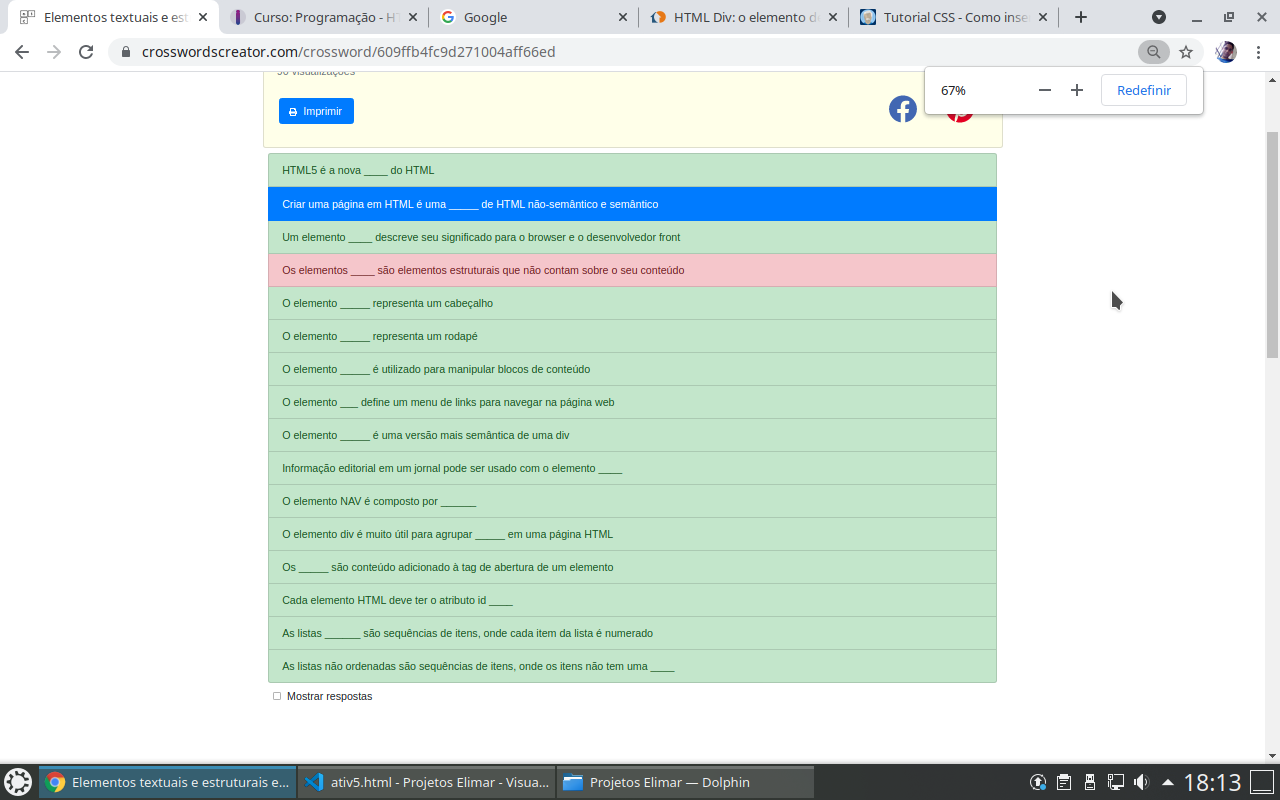 Elementos textuais e est
Curso: Programação - HT
Google
HTML Div: o elemento d
Tutorial CSS - Como inse
crosswordscreator.com/crossword/609ffb4fc9d271004aff66ed
90 visualizações
67%
Redefinir
Imprimir
HTML5 é a nova ____ do HTML
Criar uma página em HTML é uma _____ de HTML não-semântico e semântico
Um elemento ____ descreve seu significado para o browser e o desenvolvedor front
Os elementos ____ são elementos estruturais que não contam sobre o seu conteúdo
O elemento _____ representa um cabeçalho
O elemento _____ representa um rodapé
O elemento _____ é utilizado para manipular blocos de conteúdo
O elemento ___ define um menu de links para navegar na página web
O elemento _____ é uma versão mais semântica de uma div
Informação editorial em um jornal pode ser usado com o elemento ____
O elemento NAV é composto por ______
O elemento div é muito útil para agrupar _____ em uma página HTML
Os _____ são conteúdo adicionado à tag de abertura de um elemento
Cada elemento HTML deve ter o atributo id ____
As listas ______ são sequências de itens, onde cada item da lista é numerado
As listas não ordenadas são sequências de itens, onde os itens não tem uma ____
Mostrar respostas
Elementos textuais e estruturais e...
ativ5.html - Projetos Elimar - Visua...
Projetos Elimar — Dolphin
18:13